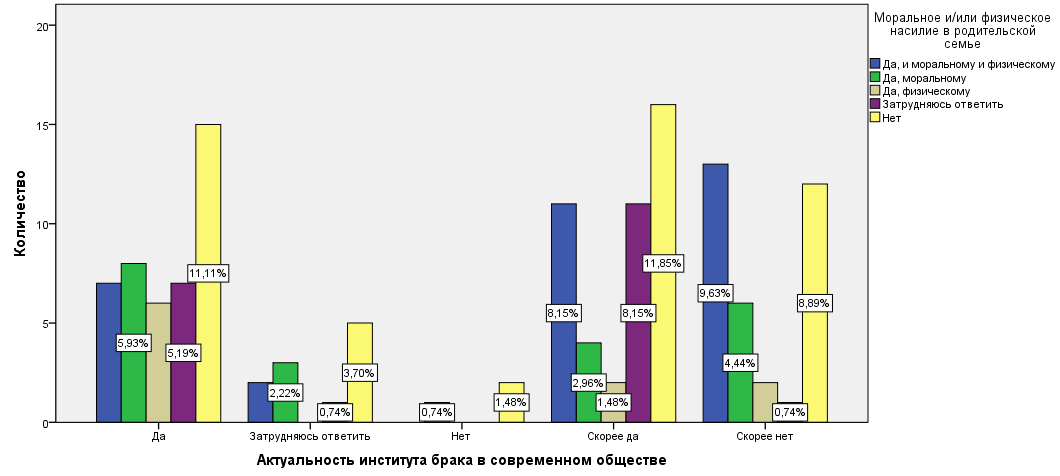 Моральное и/или физическое
насилие в родительской
семье
Да, и моральному и физическому
Да, моральному
Да, физическому
Затрудняюсь ответить
Нет
Количество
20
15
10
5
0
5,93%
5,19%
11,11%
2,22%
0,74%
3,70%
0,74%
1,48%
8,15%
2,96%
1,48%
8,15%
11,85%
9,63%
4,44%
0,74%
8,89%
Да
Затрудняюсь ответить
Нет
Скорее да
Скорее нет
Актуальность института брака в современном обществе